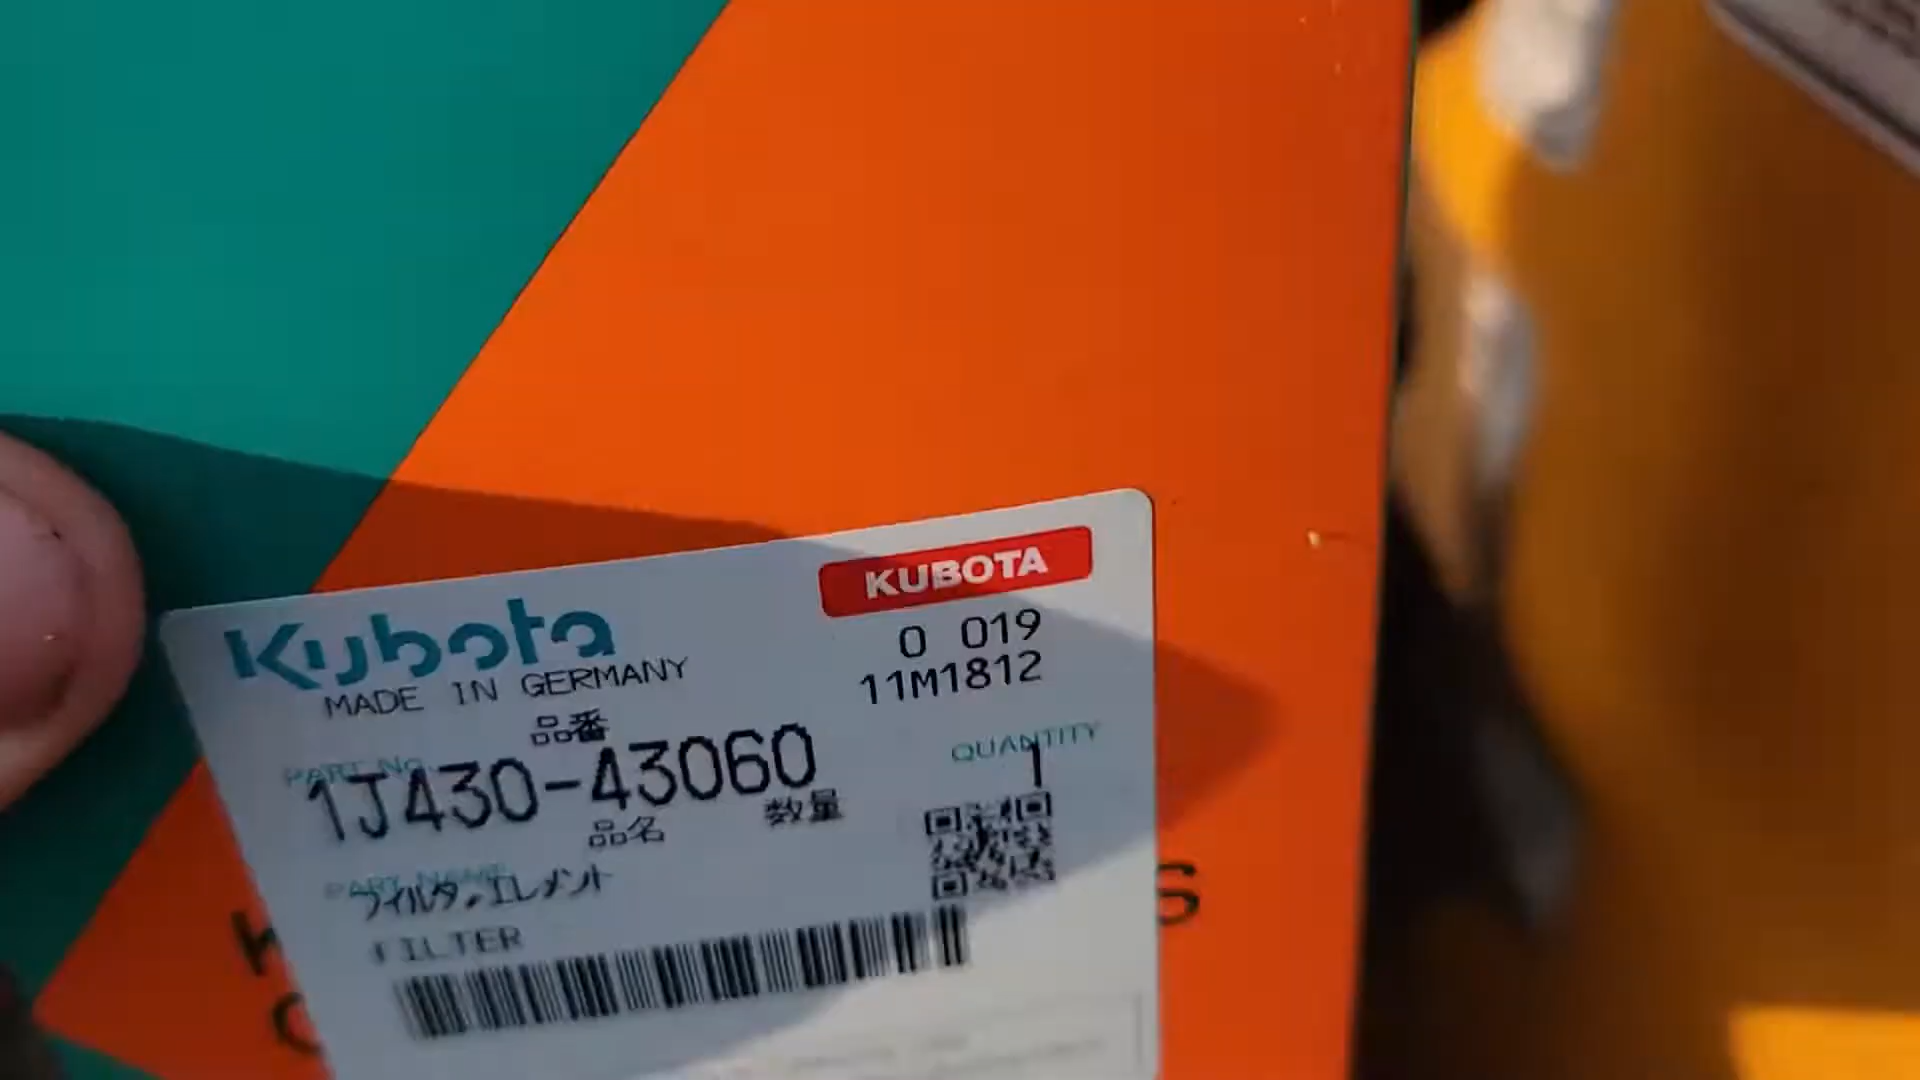 Kubota
KUBOTA
MADE IN GERMANY
0 019
11M1812
品番
PART No.
1J430-43060
QUANTITY
1
品名
数量
PART NAME
フィルタ,エレメント
FILTER
S